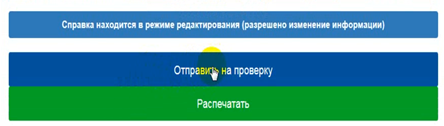 Справка находится в режиме редактирования (разрешено изменение информации)
Отправить на проверку
Распечатать